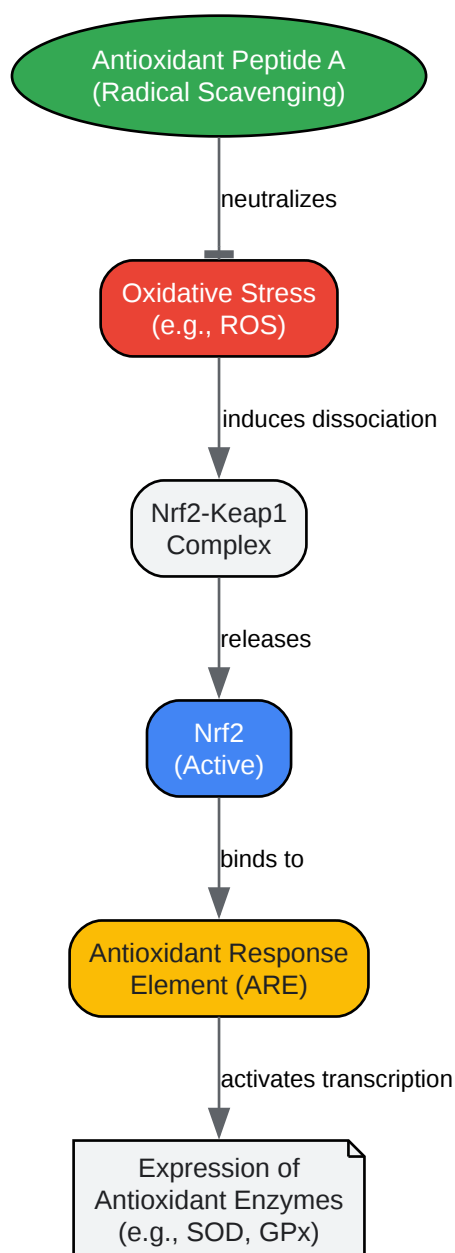 Antioxidant Peptide A
(Radical Scavenging)
neutralizes
Oxidative Stress
(e.g., ROS)
induces dissociation
Nrf2-Keap1
Complex
releases
Nrf2
(Active)
binds to
Antioxidant Response
Element (ARE)
activates transcription
Expression of
Antioxidant Enzymes
(e.g., SOD, GPx)